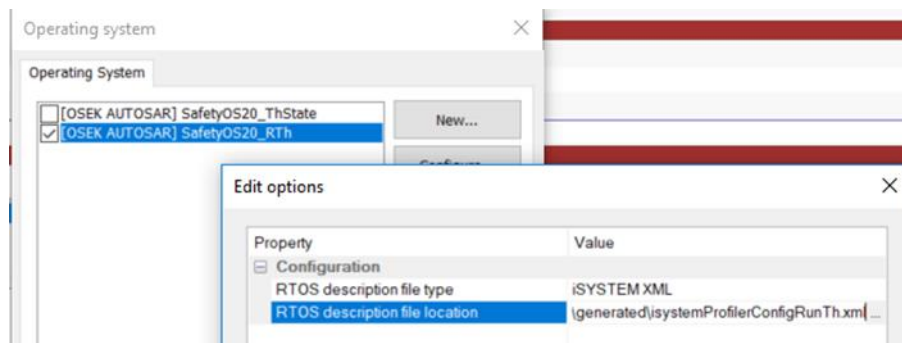 Operating system
Operating System
[OSEK AUTOSAR] SafetyOS20_ThState
New...
[OSEK AUTOSAR] SafetyOS20_RTh
Configure...
Edit options
Property Value
Configuration
RTOS description file type iSYSTEM XML
RTOS description file location \generated\isystemProfilerConfigRunTh.xml ...